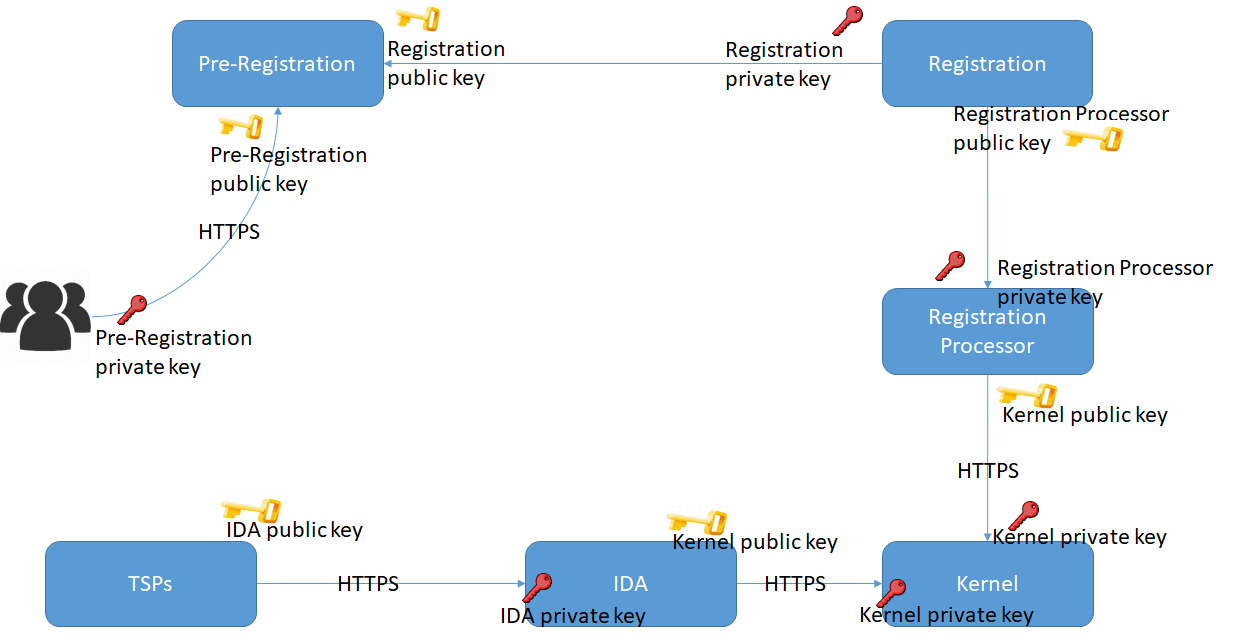 Pre-Registration
Registration
public key
Registration
private key
Registration
Registration Processor
public key
Pre-Registration
public key
HTTPS
Pre-Registration
private key
Registration Processor
private key
Registration
Processor
Kernel public key
HTTPS
Kernel private key
IDA public key
TSPs
HTTPS
Kernel public key
IDA
IDA private key
HTTPS
Kernel
Kernel private key